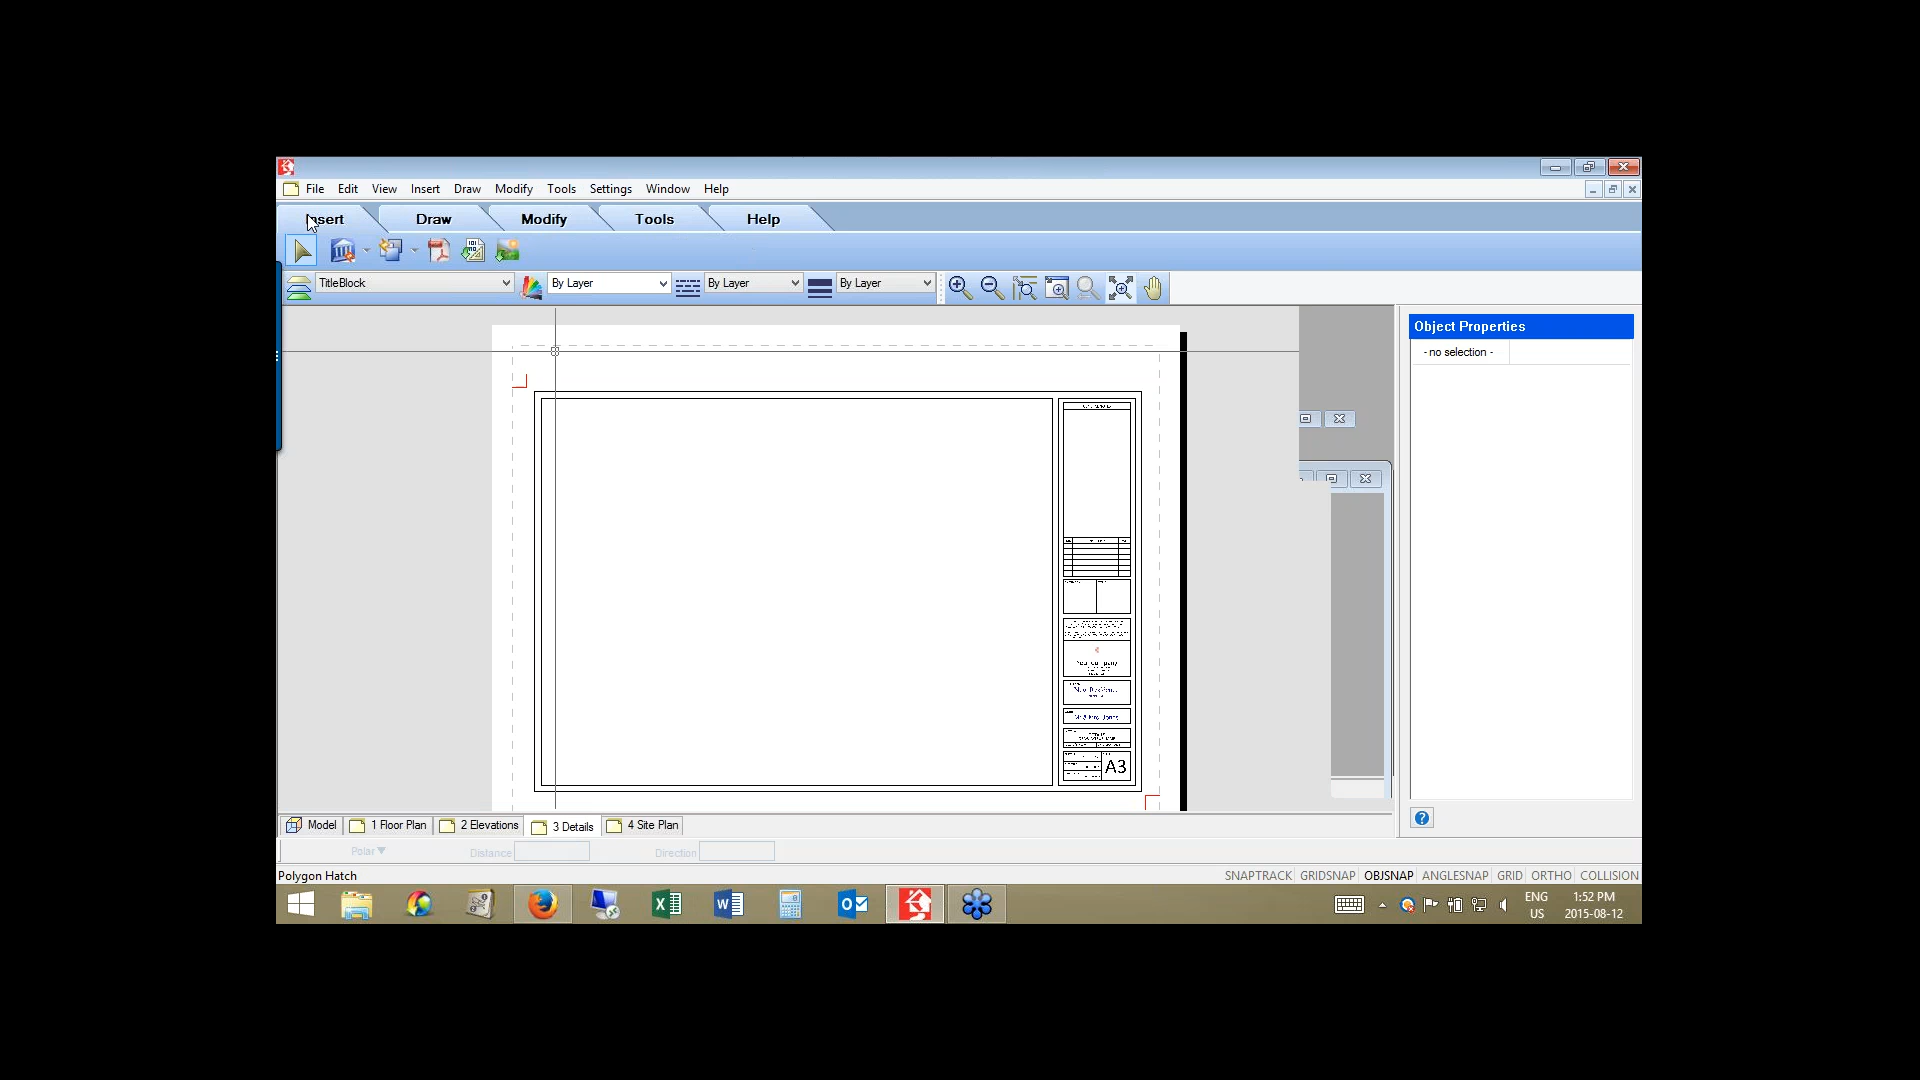 File Edit View Insert Draw Modify Tools Settings Window Help
Insert Draw Modify Tools Help
TitleBlock By Layer By Layer By Layer
Object Properties
- no selection -
A3
Model 1 Floor Plan 2 Elevations 3 Details 4 Site Plan
Polar Distance Direction
Polygon Hatch SNAPTRACK GRIDSNAP OBJSNAP ANGLESNAP GRID ORTHO COLLISION
ENG 1:52 PM
US 2015-08-12